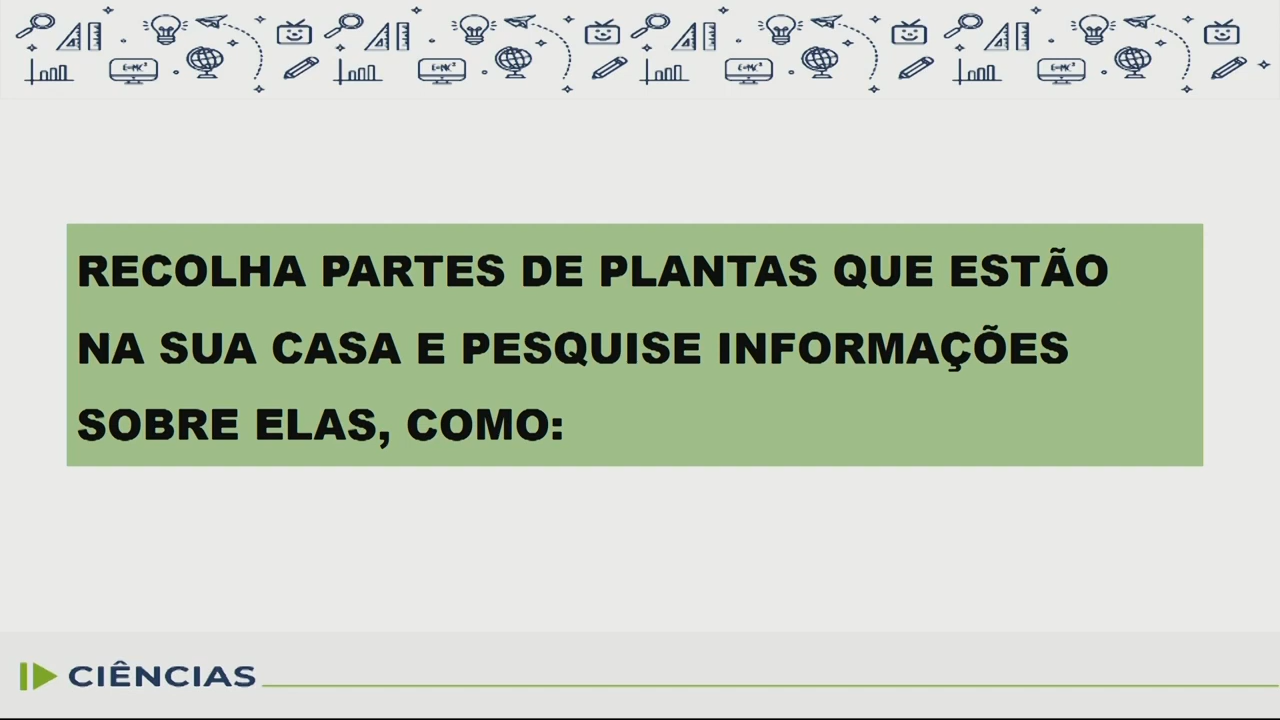 RECOLHA PARTES DE PLANTAS QUE ESTÃO
NA SUA CASA E PESQUISE INFORMAÇÕES
SOBRE ELAS, COMO:
CIÊNCIAS